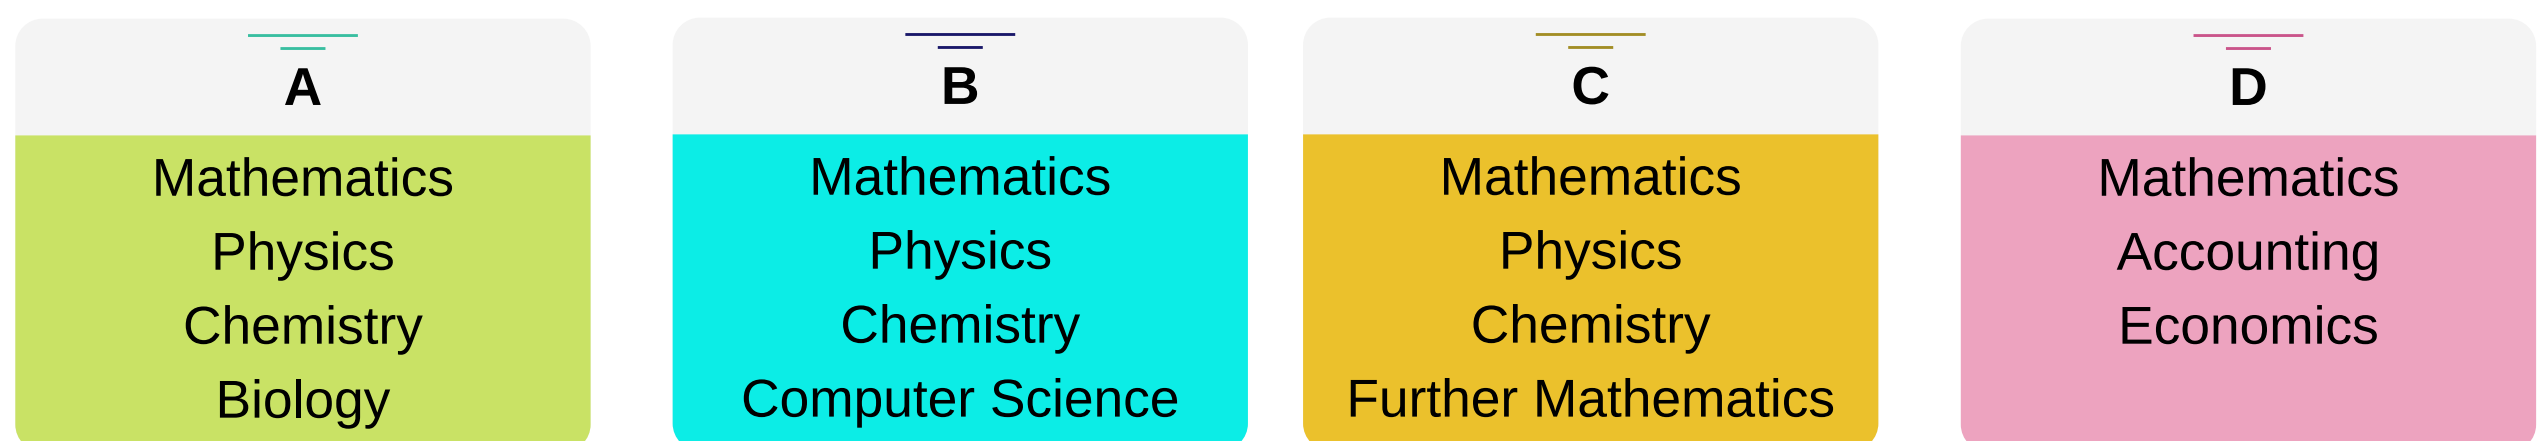 A
Mathematics
Physics
Chemistry
Biology
B
Mathematics
Physics
Chemistry
Computer Science
C
Mathematics
Physics
Chemistry
Further Mathematics
D
Mathematics
Accounting
Economics